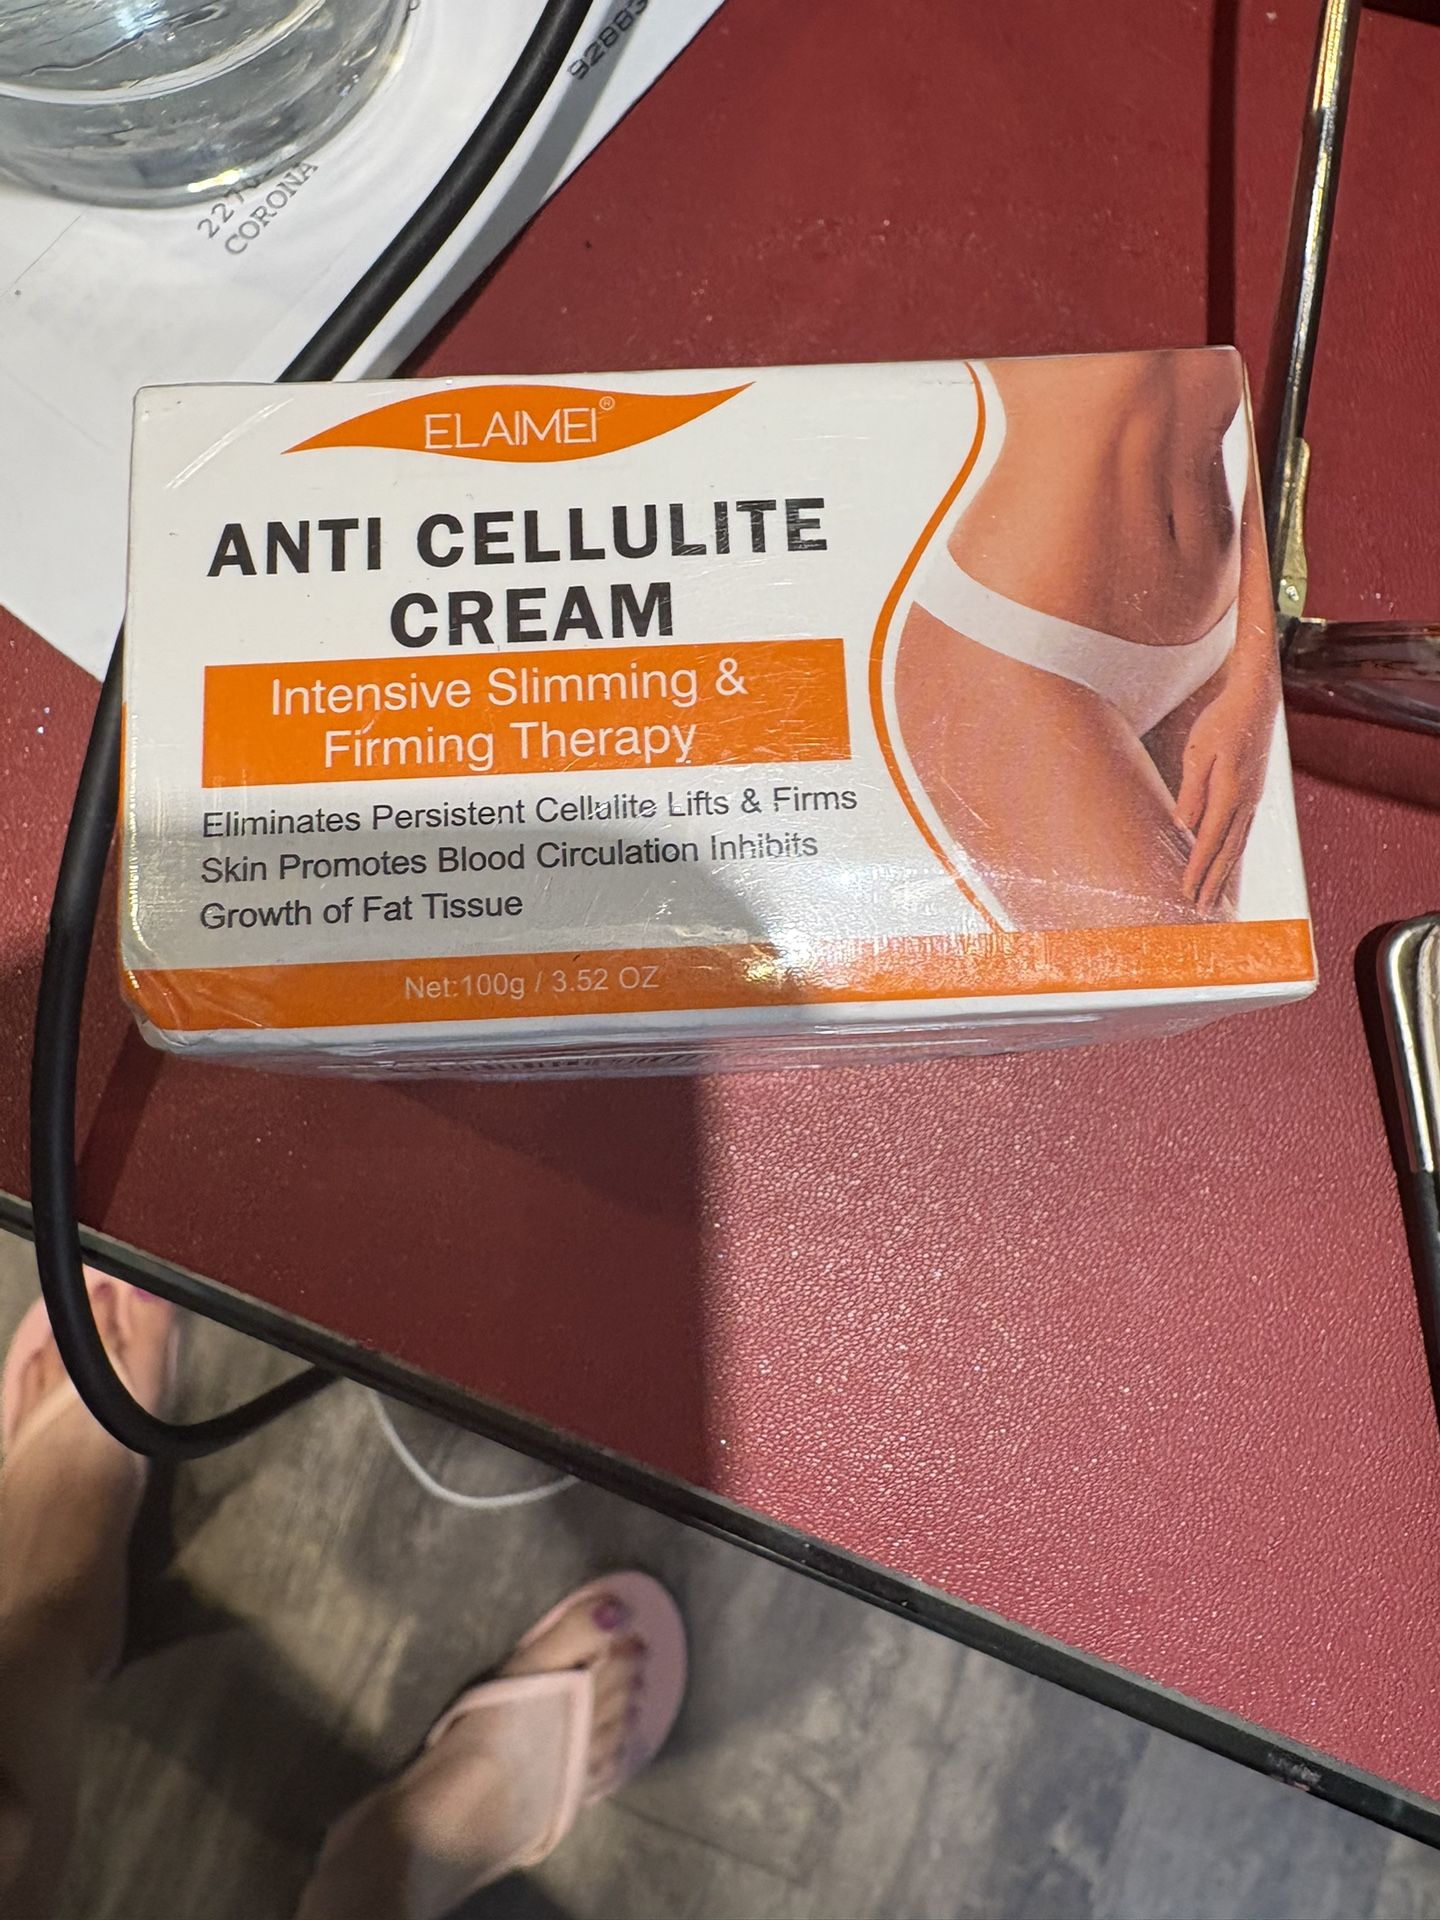 92883
CORONA
ELAIMEI®
ANTI CELLULITE
CREAM
Intensive Slimming &
Firming Therapy
Eliminates Persistent Cellulite Lifts & Firms
Skin Promotes Blood Circulation Inhibits
Growth of Fat Tissue
Net:100g / 3.52 OZ